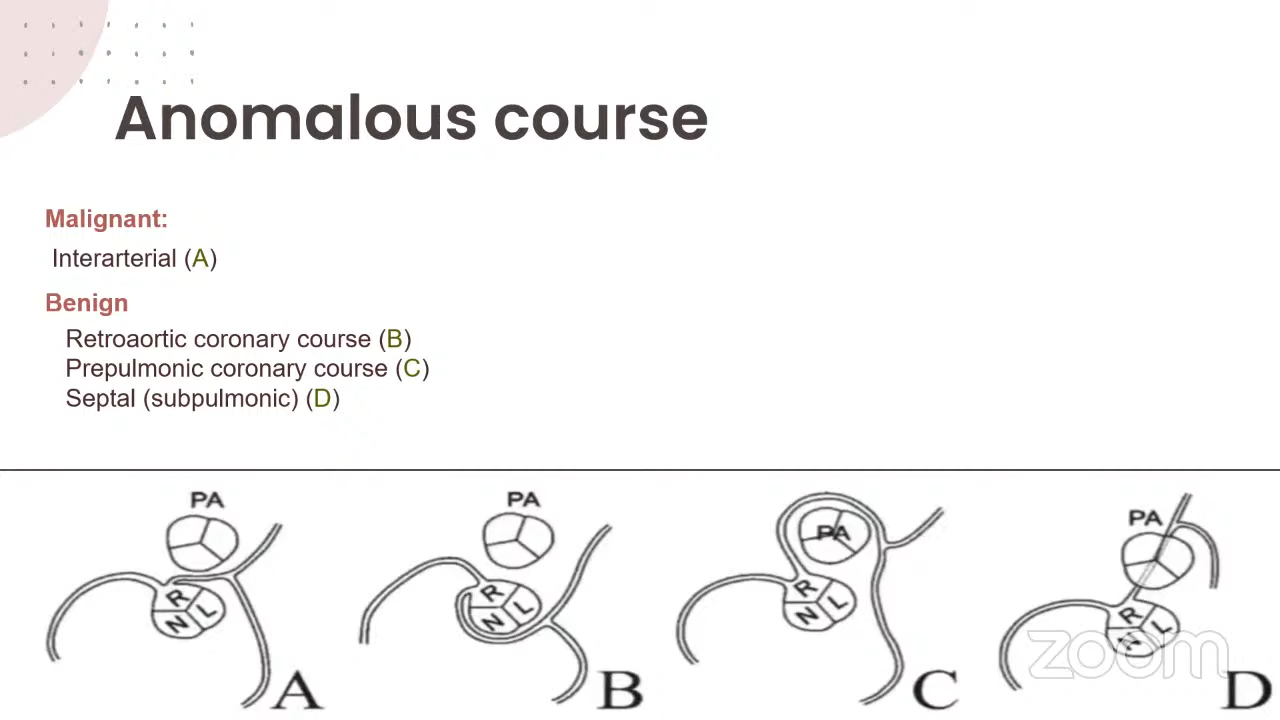 Anomalous course
Malignant:
Interarterial (A)
Benign
Retroaortic coronary course (B)
Prepulmonic coronary course (C)
Septal (subpulmonic) (D)
PA
R
N
L
A
PA
R
N
L
B
PA
R
N
L
C
PA
R
N
L
D
zoom